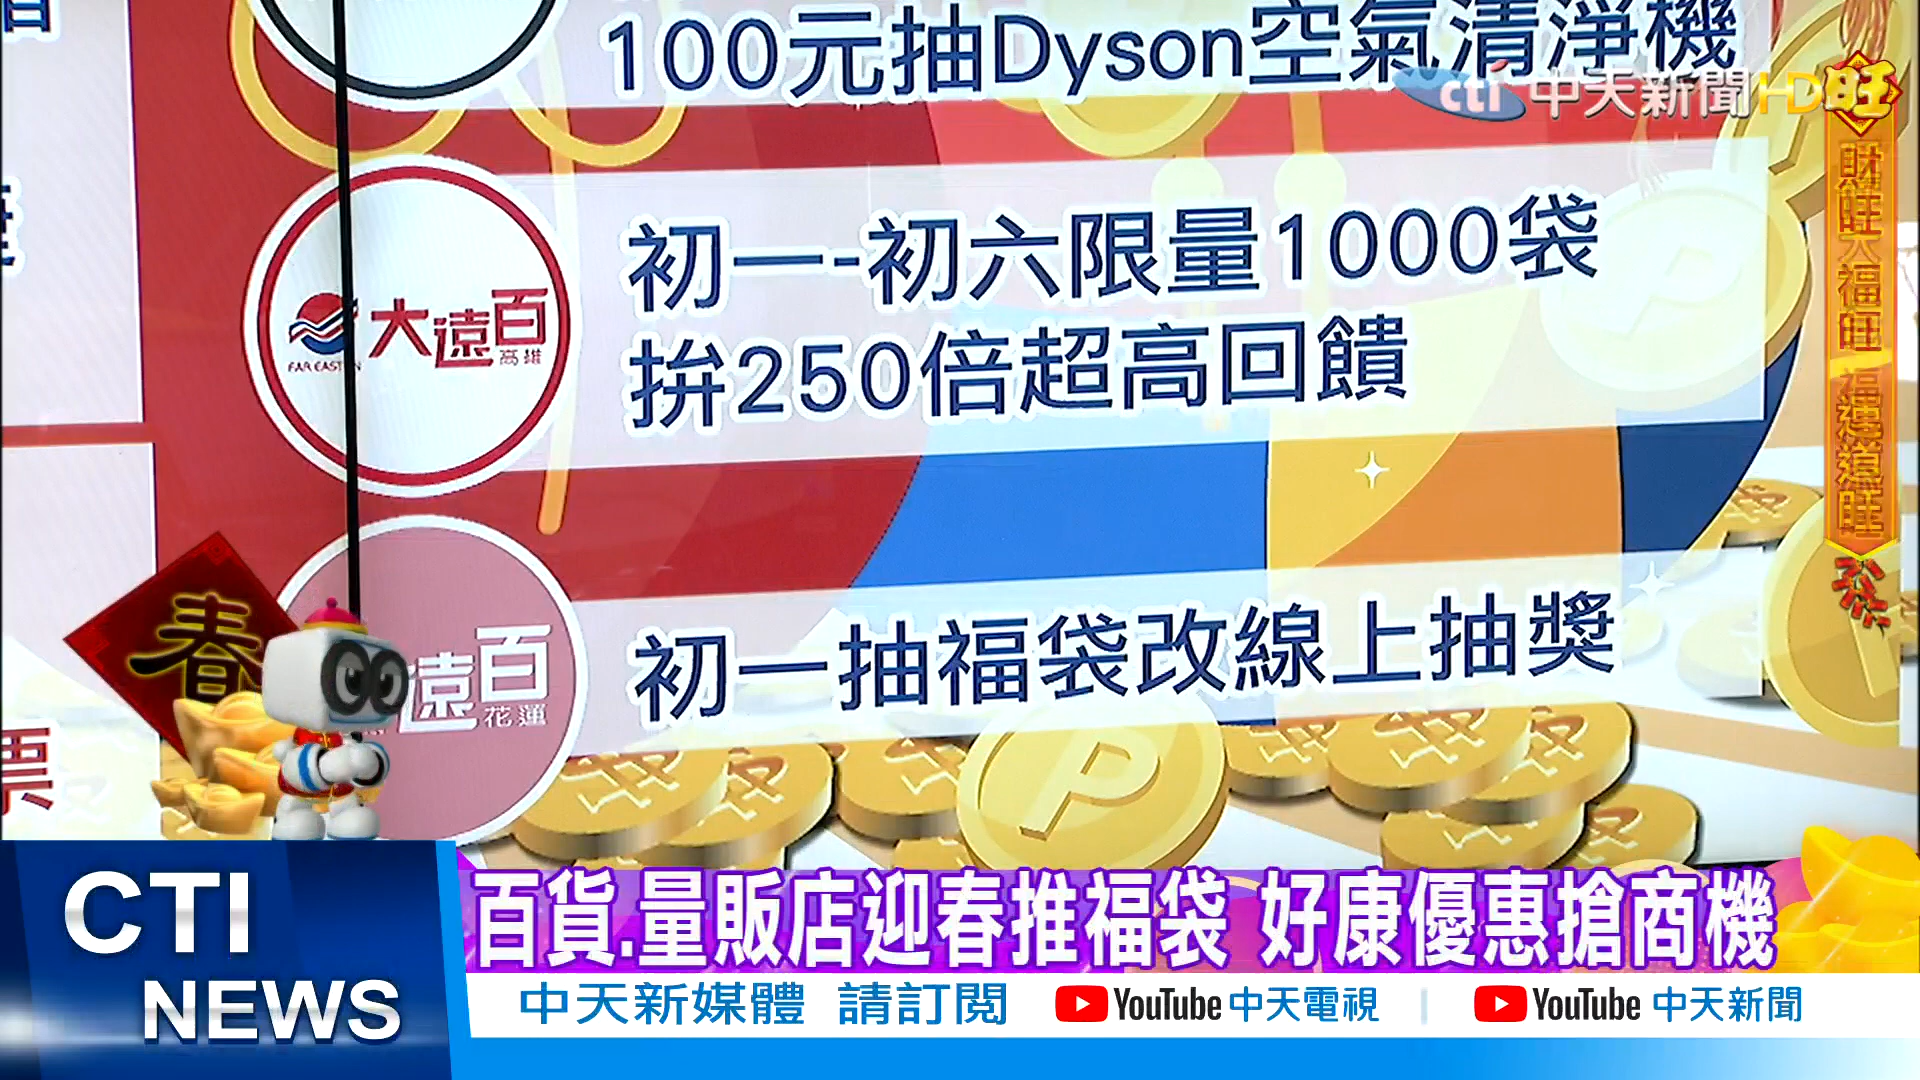 100元抽Dyson空氣清淨機
cti 中天新聞HD
旺
財旺 福旺 福運道旺
初一-初六限量1000袋
拚250倍超高回饋
大遠百
高雄
FAR EASTERN
初一抽福袋改線上抽獎
遠百
花蓮
春
票
百貨.量販店迎春推福袋 好康優惠搶商機
CTI
NEWS
中天新媒體 請訂閱 YouTube 中天電視 | YouTube 中天新聞